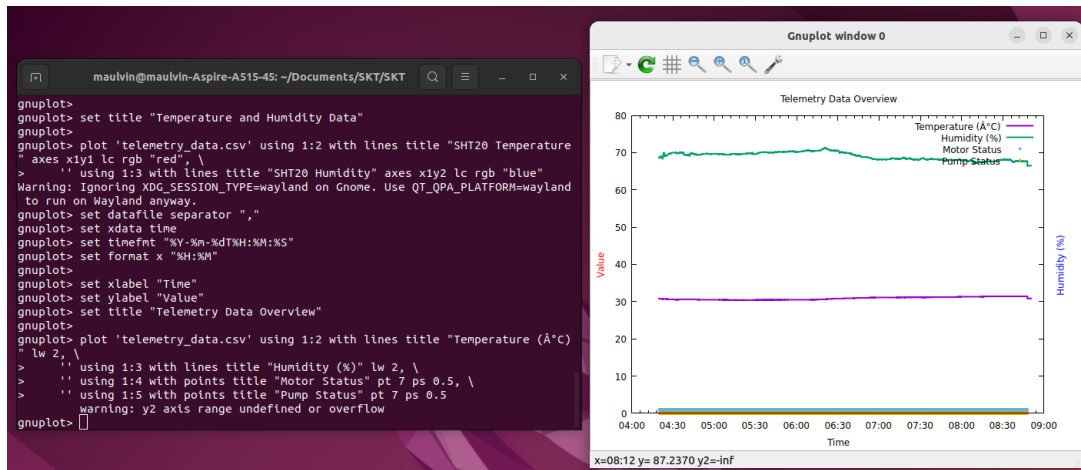 maulvin@maulvin-Aspire-A515-45: ~/Documents/SKT/SKT
gnuplot>
gnuplot> set title "Temperature and Humidity Data"
gnuplot>
gnuplot> plot 'telemetry_data.csv' using 1:2 with lines title "SHT20 Temperature
" axes x1y1 lc rgb "red", \
>     '' using 1:3 with lines title "SHT20 Humidity" axes x1y2 lc rgb "blue"
Warning: Ignoring XDG_SESSION_TYPE=wayland on Gnome. Use QT_QPA_PLATFORM=wayland
 to run on Wayland anyway.
gnuplot> set datafile separator ","
gnuplot> set xdata time
gnuplot> set timefmt "%Y-%m-%dT%H:%M:%S"
gnuplot> set format x "%H:%M"
gnuplot>
gnuplot> set xlabel "Time"
gnuplot> set ylabel "Value"
gnuplot> set title "Telemetry Data Overview"
gnuplot>
gnuplot> plot 'telemetry_data.csv' using 1:2 with lines title "Temperature (Â°C)
" lw 2, \
>     '' using 1:3 with lines title "Humidity (%)" lw 2, \
>     '' using 1:4 with points title "Motor Status" pt 7 ps 0.5, \
>     '' using 1:5 with points title "Pump Status" pt 7 ps 0.5
         warning: y2 axis range undefined or overflow
gnuplot>
Gnuplot window 0
Telemetry Data Overview
Temperature (Â°C)
Humidity (%)
Motor Status
Pump Status
80
70
60
50
40
30
20
10
0
Value
Humidity (%)
04:00 04:30 05:00 05:30 06:00 06:30 07:00 07:30 08:00 08:30 09:00
Time
x=08:12 y= 87.2370 y2=-inf